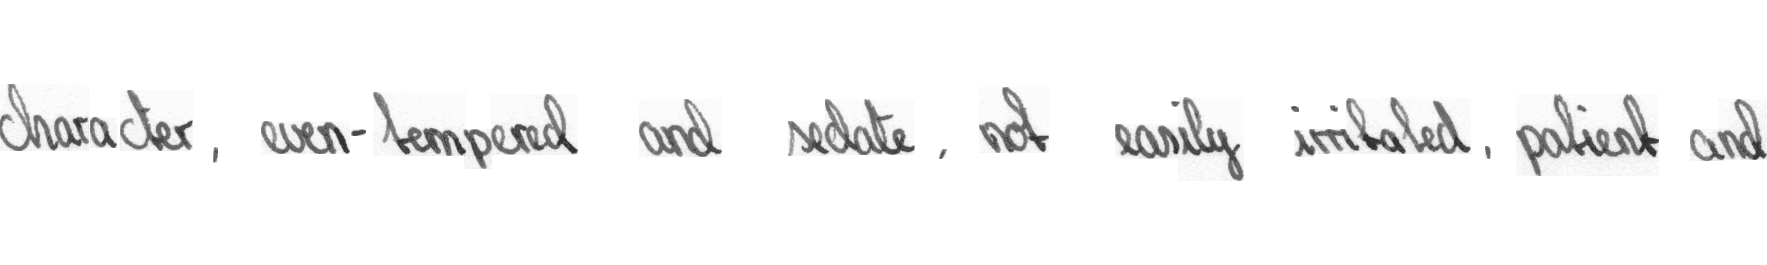 character, even-tempered and sedate, not easily irritated, patient and